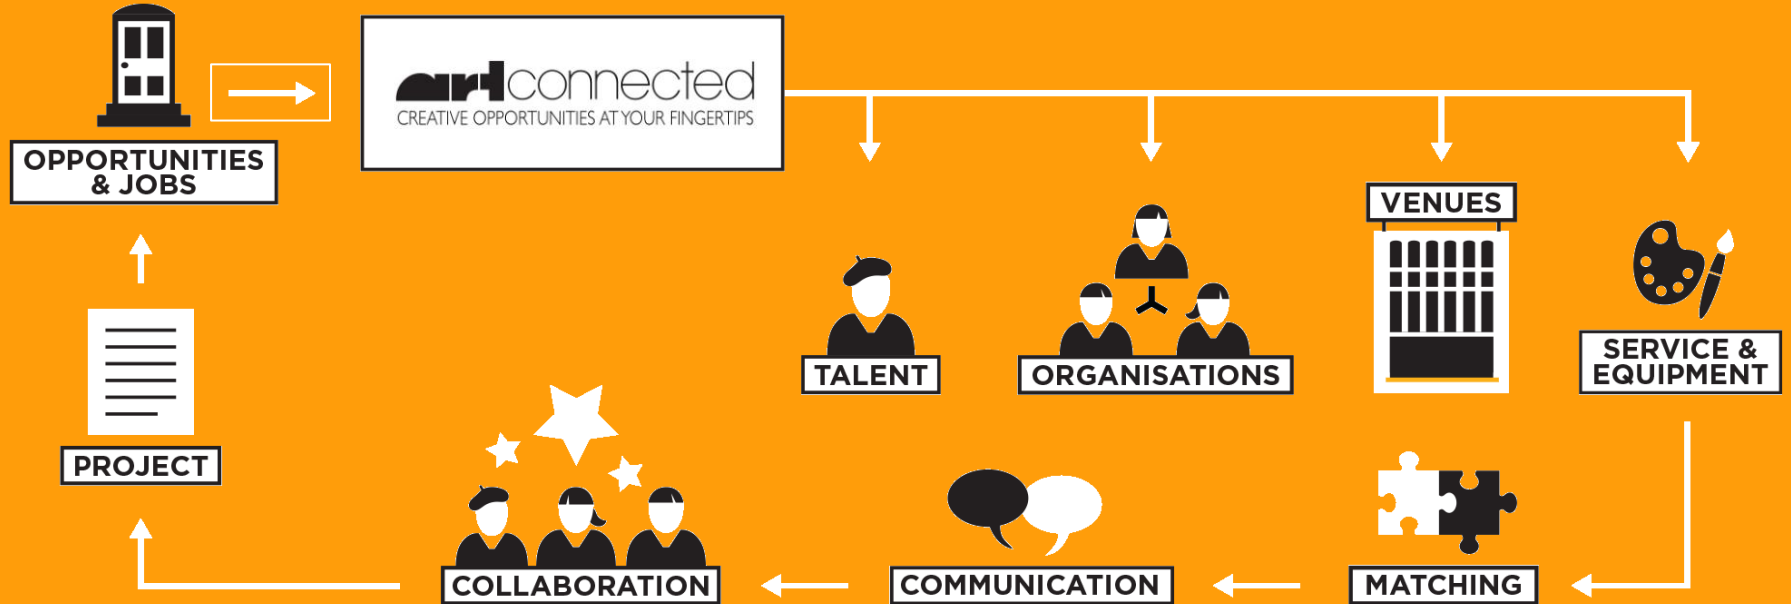 OPPORTUNITIES
& JOBS
artconnected
CREATIVE OPPORTUNITIES AT YOUR FINGERTIPS
VENUES
TALENT
ORGANISATIONS
SERVICE &
EQUIPMENT
PROJECT
COLLABORATION
COMMUNICATION
MATCHING